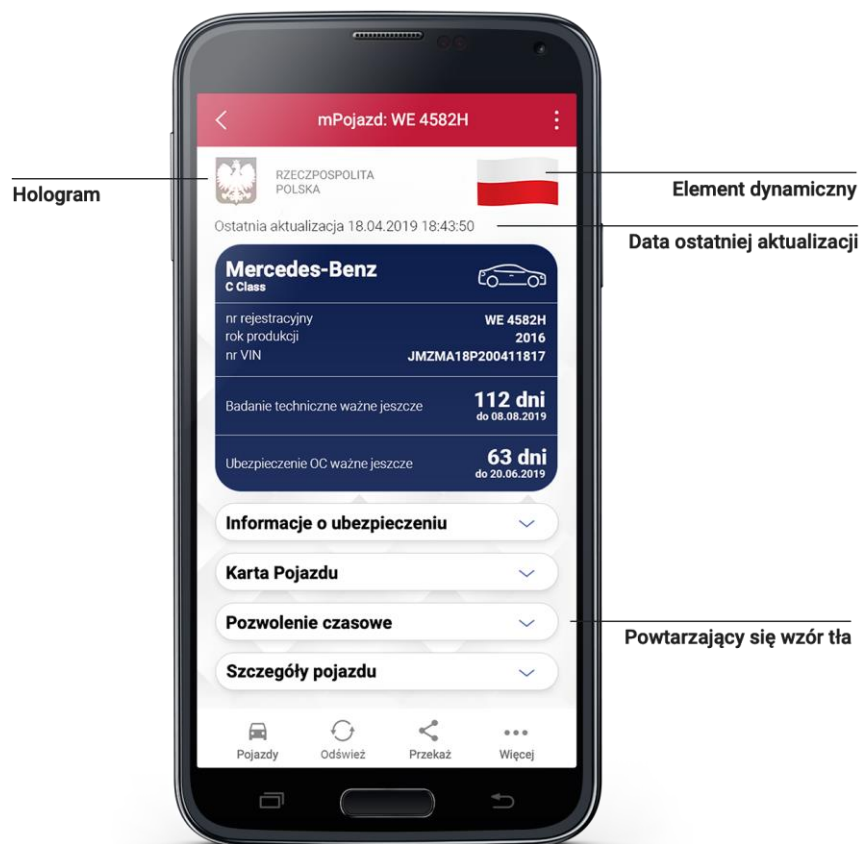 mPojazd: WE 4582H
RZECZPOSPOLITA
POLSKA
Hologram
Element dynamiczny
Ostatnia aktualizacja 18.04.2019 18:43:50
Data ostatniej aktualizacji
Mercedes-Benz
C Class
nr rejestracyjny WE 4582H
rok produkcji 2016
nr VIN JMZMA18P200411817
Badanie techniczne ważne jeszcze 112 dni
do 08.08.2019
Ubezpieczenie OC ważne jeszcze 63 dni
do 20.06.2019
Informacje o ubezpieczeniu
Karta Pojazdu
Pozwolenie czasowe
Powtarzający się wzór tła
Szczegóły pojazdu
Pojazdy Odśwież Przekaż Więcej